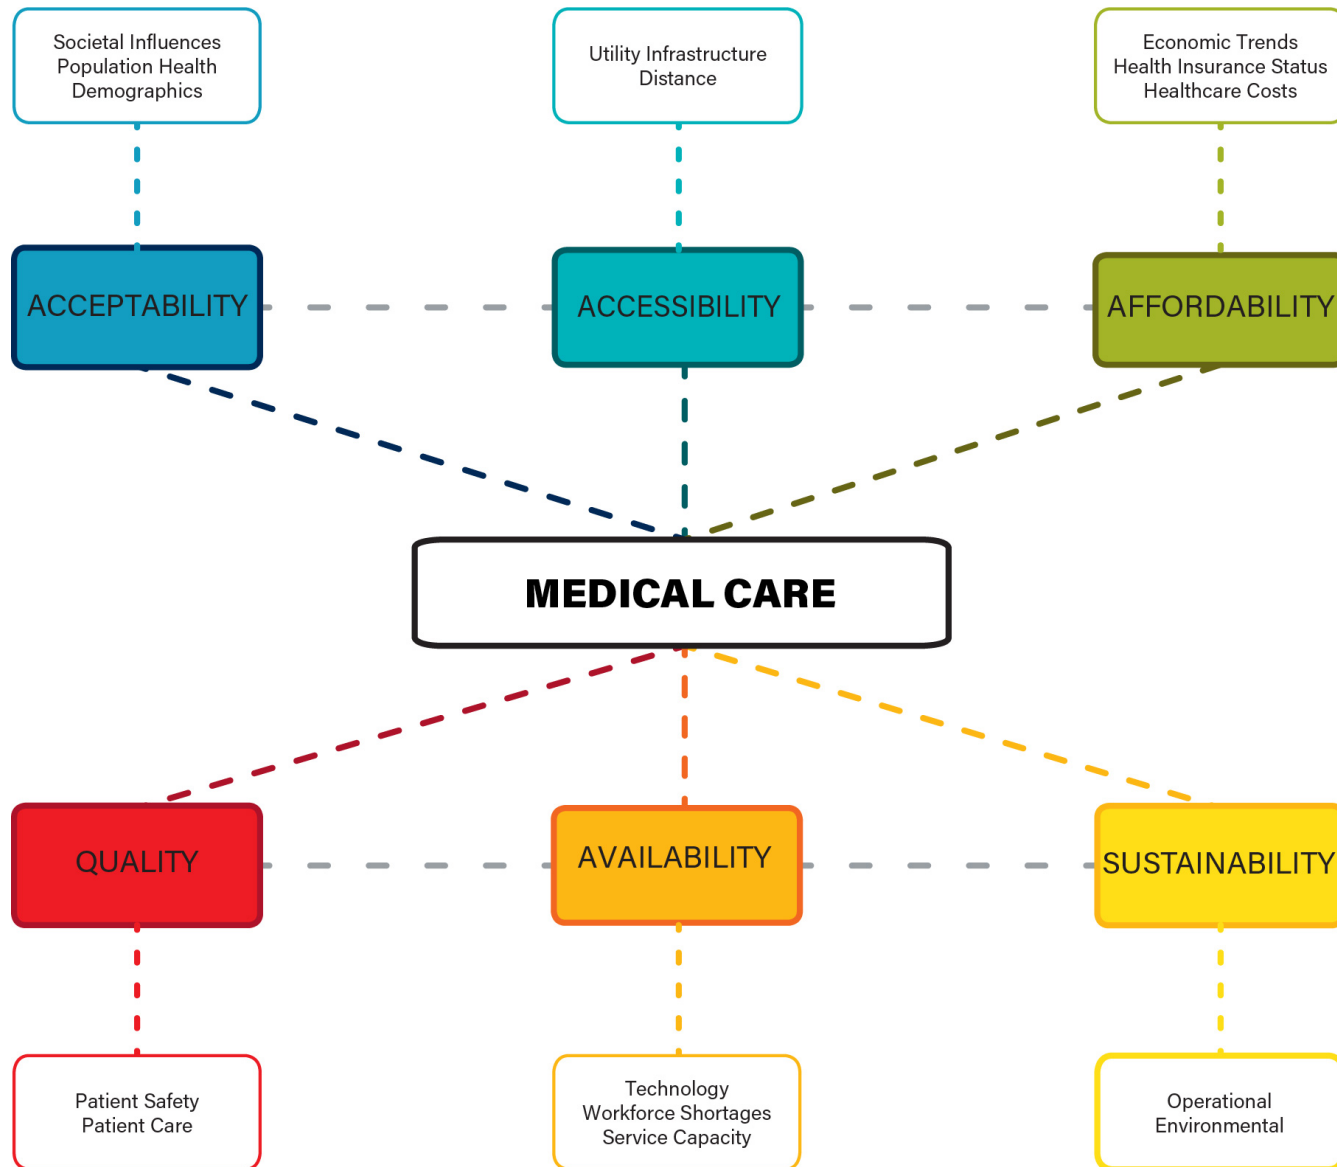 Societal Influences
Population Health
Demographics
Utility Infrastructure
Distance
Economic Trends
Health Insurance Status
Healthcare Costs
ACCEPTABILITY
ACCESSIBILITY
AFFORDABILITY
MEDICAL CARE
QUALITY
AVAILABILITY
SUSTAINABILITY
Patient Safety
Patient Care
Technology
Workforce Shortages
Service Capacity
Operational
Environmental